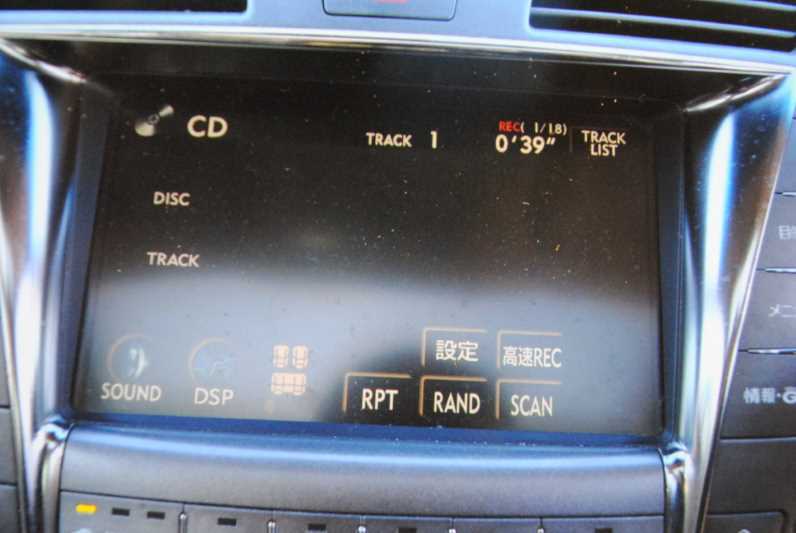 CD
TRACK 1
REC( 1/18)
0'39"
TRACK
LIST
DISC
TRACK
設定
高速REC
SOUND
DSP
RPT
RAND
SCAN
メニ
情報・G